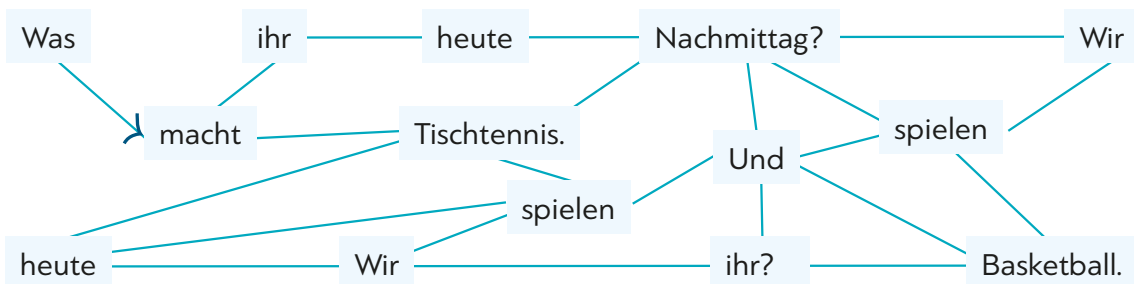 Was ihr heute Nachmittag? Wir
macht Tischtennis. spielen
Und
spielen
heute Wir ihr? Basketball.